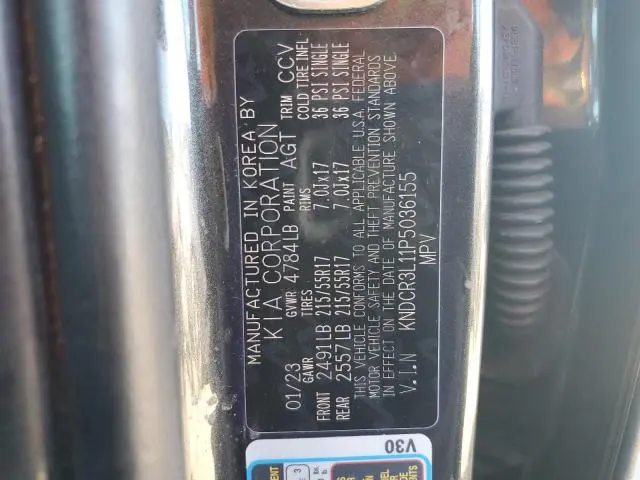 MANUFACTURED IN KOREA BY
KIA CORPORATION
01/23 GVWR 4784LB PAINT AGT TRIM CCV
GAWR TIRES RIMS COLD TIRE INFL
FRONT 2491LB 215/55R17 7.0Jx17 36 PSI SINGLE
REAR 2557LB 215/55R17 7.0Jx17 36 PSI SINGLE
THIS VEHICLE CONFORMS TO ALL APPLICABLE U.S.A. FEDERAL
MOTOR VEHICLE SAFETY AND THEFT PREVENTION STANDARDS
IN EFFECT ON THE DATE OF MANUFACTURE SHOWN ABOVE.
V.I.N KNDCR3L11P5036155
MPV
V30
3